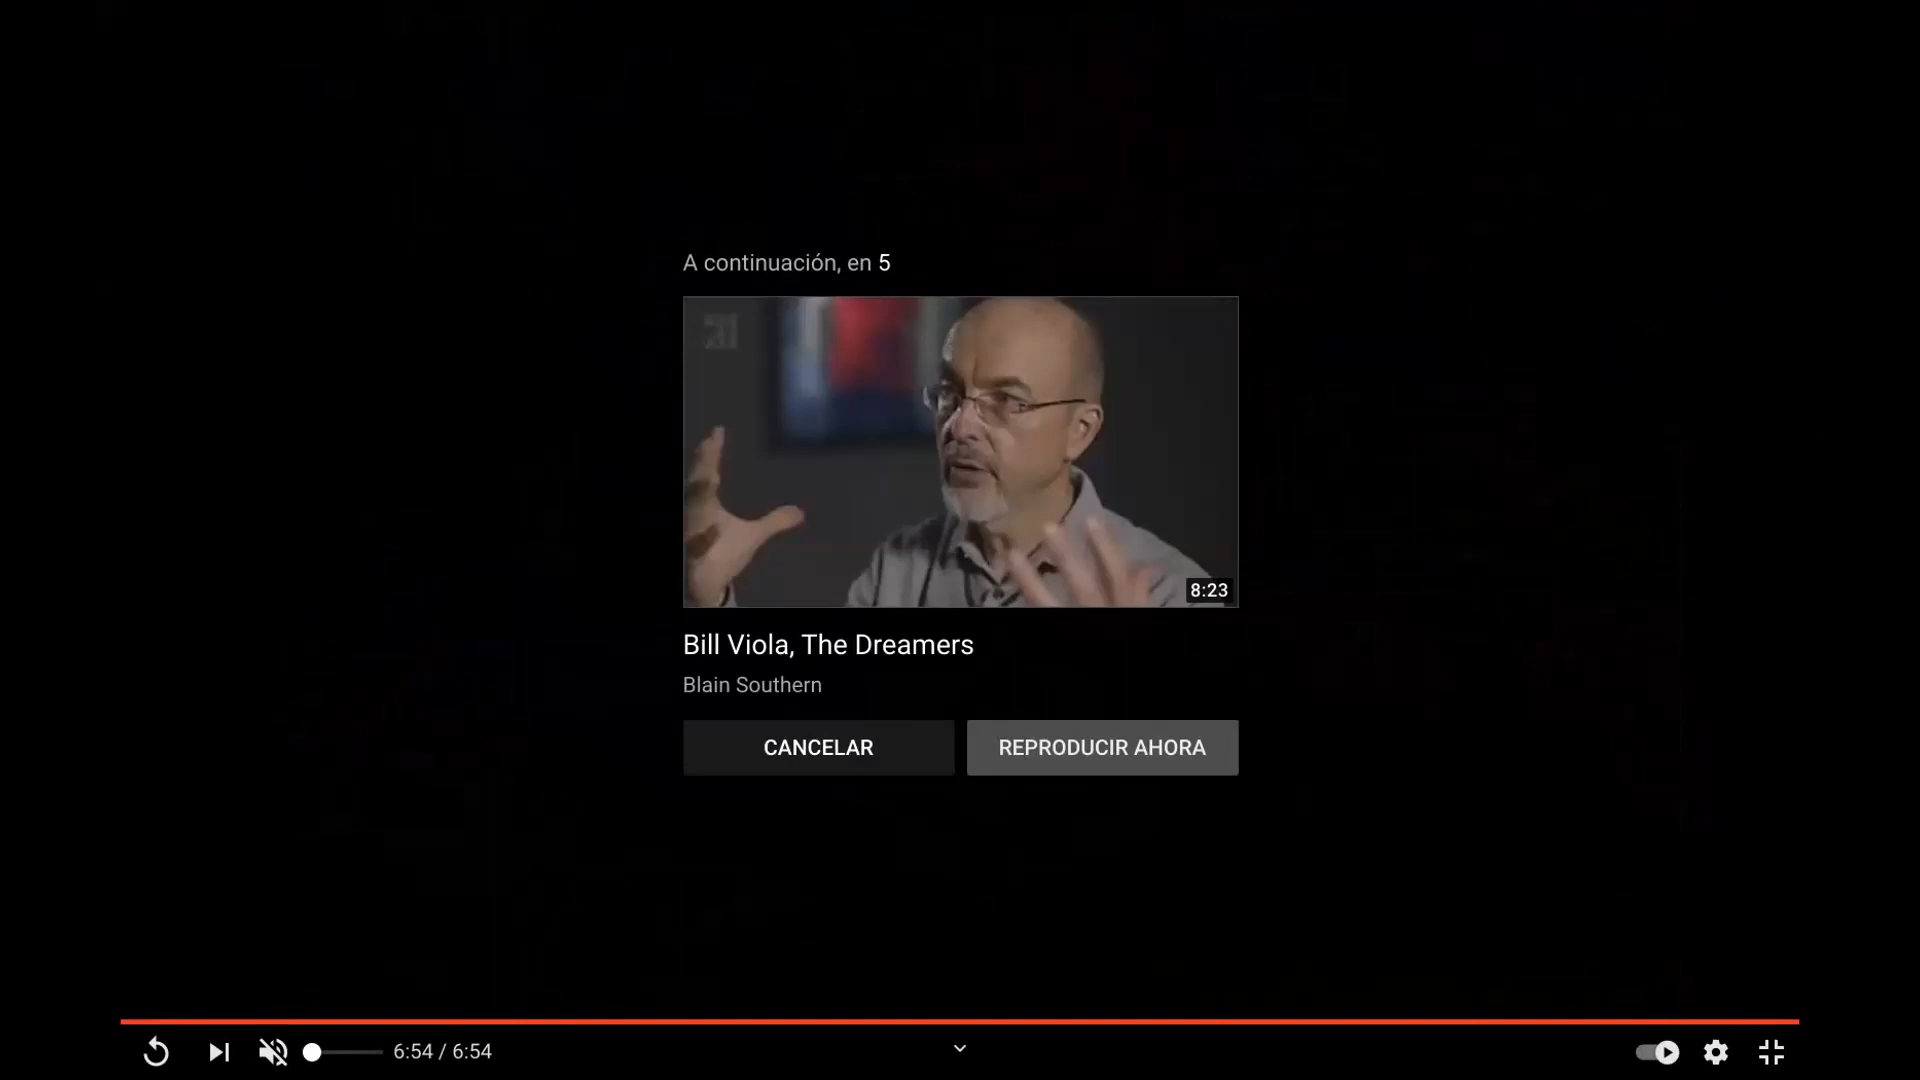 A continuación, en 5
8:23
Bill Viola, The Dreamers
Blain Southern
CANCELAR
REPRODUCIR AHORA
6:54 / 6:54